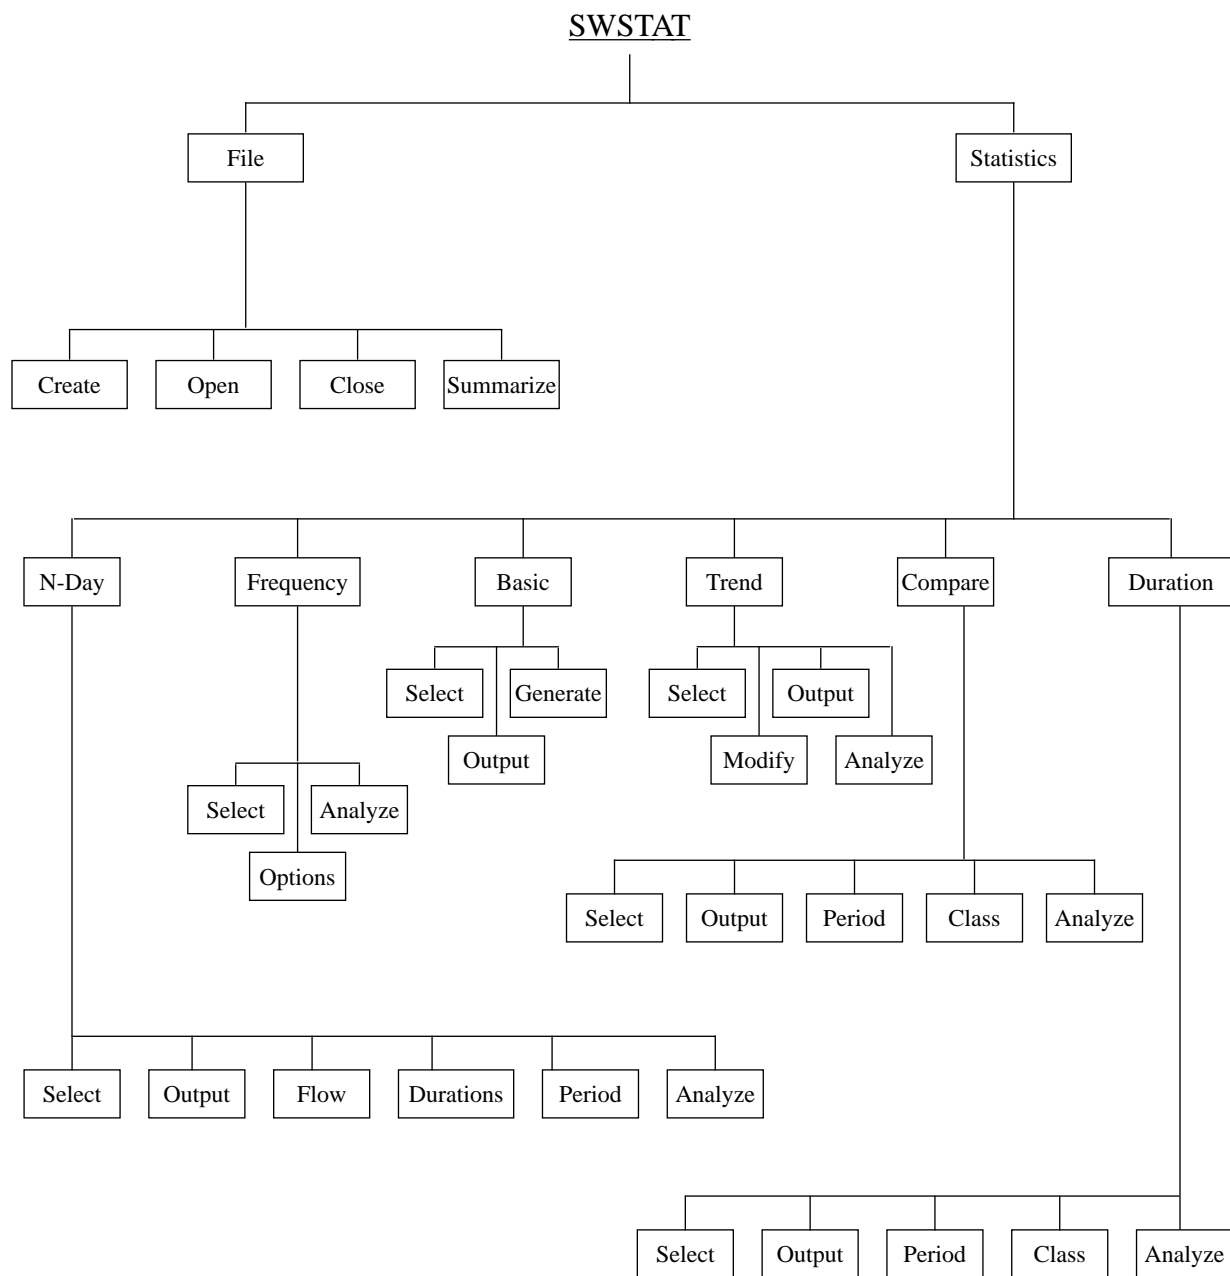 SWSTAT
File Statistics
Create Open Close Summarize
N-Day Frequency Basic Trend Compare Duration
Select Generate Select Output
Output Modify Analyze
Select Analyze
Options
Select Output Period Class Analyze
Select Output Flow Durations Period Analyze
Select Output Period Class Analyze